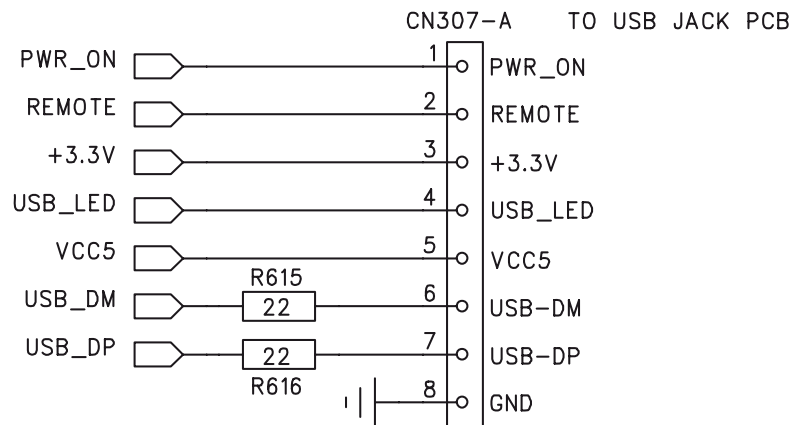 CN307-A TO USB JACK PCB
PWR_ON 1 PWR_ON
REMOTE 2 REMOTE
+3.3V 3 +3.3V
USB_LED 4 USB_LED
VCC5 5 VCC5
R615
USB_DM 22 6 USB-DM
USB_DP 22 7 USB-DP
R616
8 GND